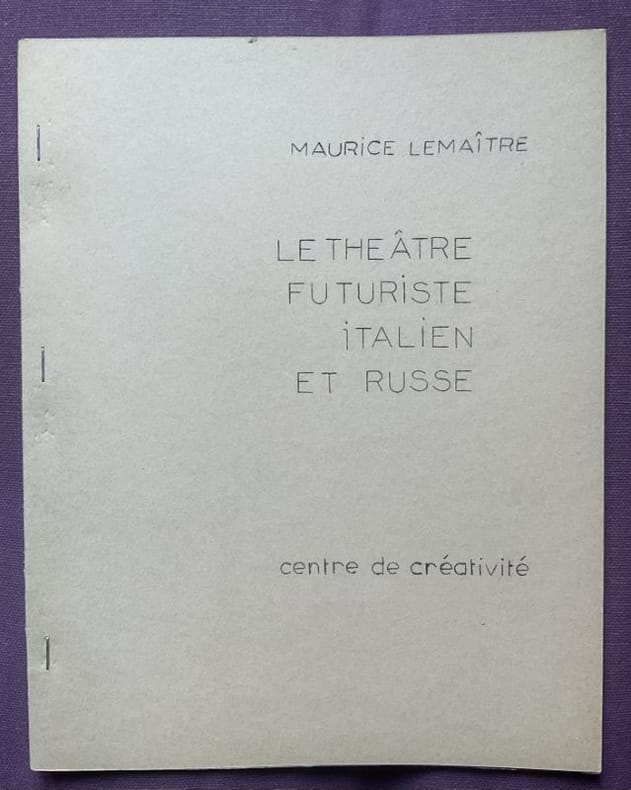 MAURiCE LEMAÎTRE
LE THEÂTRE
FUTURiSTE
iTALiEN
ET RUSSE
centre de créativité